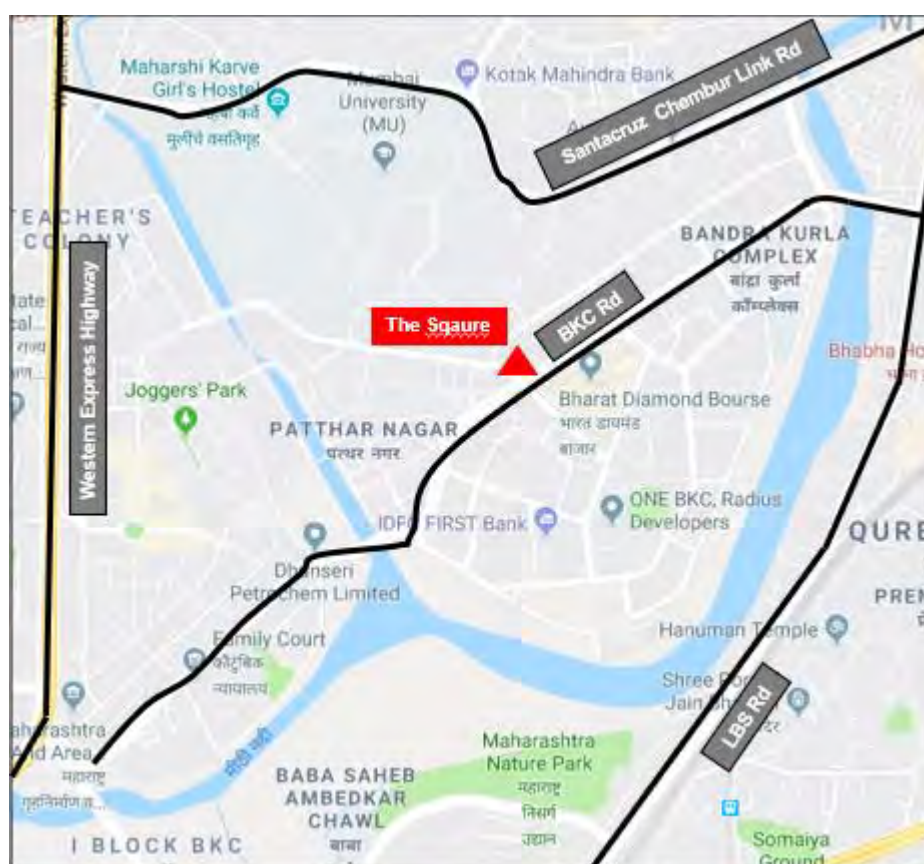 Maharshi Karve
Girl's Hostel
मुलींचे वसतिगृह
Mumbai
University
(MU)
Kotak Mahindra Bank
Santacruz Chembur Link Rd
TEACHER'S
COLONY
Western Express Highway
BANDRA KURLA
COMPLEX
बांद्रा कुर्ला
कॉम्प्लेक्स
The Sqaure
BKC Rd
Bhabha Ho
Joggers' Park
Bharat Diamond Bourse
भारत डायमंड
बाजार
PATTHAR NAGAR
पत्थर नगर
IDFC FIRST Bank
ONE BKC, Radius
Developers
Dhunseri
Petrochem Limited
Family Court
कौटुंबिक
न्यायालय
Hanuman Temple
LBS Rd
Maharashtra
Nature Park
महाराष्ट्र
निसर्ग
उद्यान
मीठी नदी
BABA SAHEB
AMBEDKAR
CHAWL
बाबा
I BLOCK BKC
Somaiya
Ground